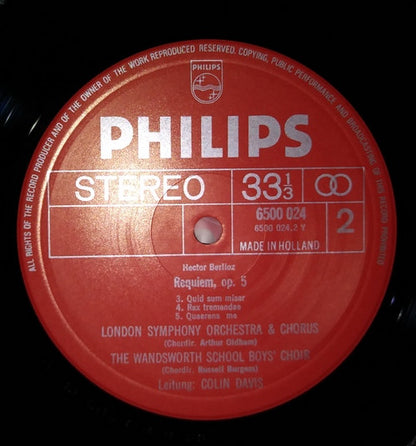 ALL RIGHTS OF THE RECORD PRODUCER AND OF THE OWNER OF THE WORK REPRODUCED RESERVED. COPYING, PUBLIC PERFORMANCE AND BROADCASTING OF THIS RECORD PROHIBITED
PHILIPS
PHILIPS
STEREO 33 1/3
6500 024
6500 024.2 Y 2
MADE IN HOLLAND
Hector Berlioz
Requiem, op. 5
3. Quid sum miser
4. Rex tremendae
5. Quaerens me
LONDON SYMPHONY ORCHESTRA & CHORUS
(Chordir. Arthur Oldham)
THE WANDSWORTH SCHOOL BOYS' CHOIR
(Chordir. Russell Burgess)
Leitung: COLIN DAVIS